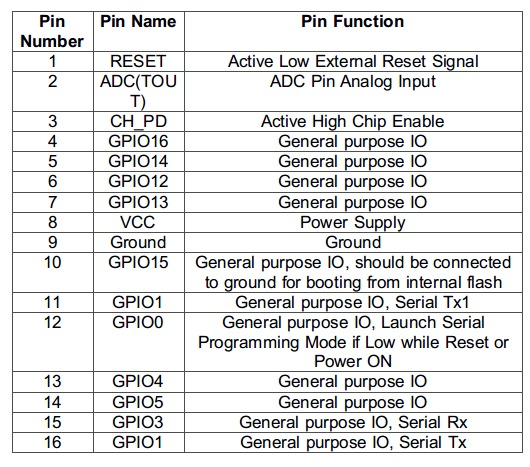 Pin Number Pin Name Pin Function
1 RESET Active Low External Reset Signal
2 ADC(TOU ADC Pin Analog Input
T)
3 CH_PD Active High Chip Enable
4 GPIO16 General purpose IO
5 GPIO14 General purpose IO
6 GPIO12 General purpose IO
7 GPIO13 General purpose IO
8 VCC Power Supply
9 Ground Ground
10 GPIO15 General purpose IO, should be connected
to ground for booting from internal flash
11 GPIO1 General purpose IO, Serial Tx1
12 GPIO0 General purpose IO, Launch Serial
Programming Mode if Low while Reset or
Power ON
13 GPIO4 General purpose IO
14 GPIO5 General purpose IO
15 GPIO3 General purpose IO, Serial Rx
16 GPIO1 General purpose IO, Serial Tx